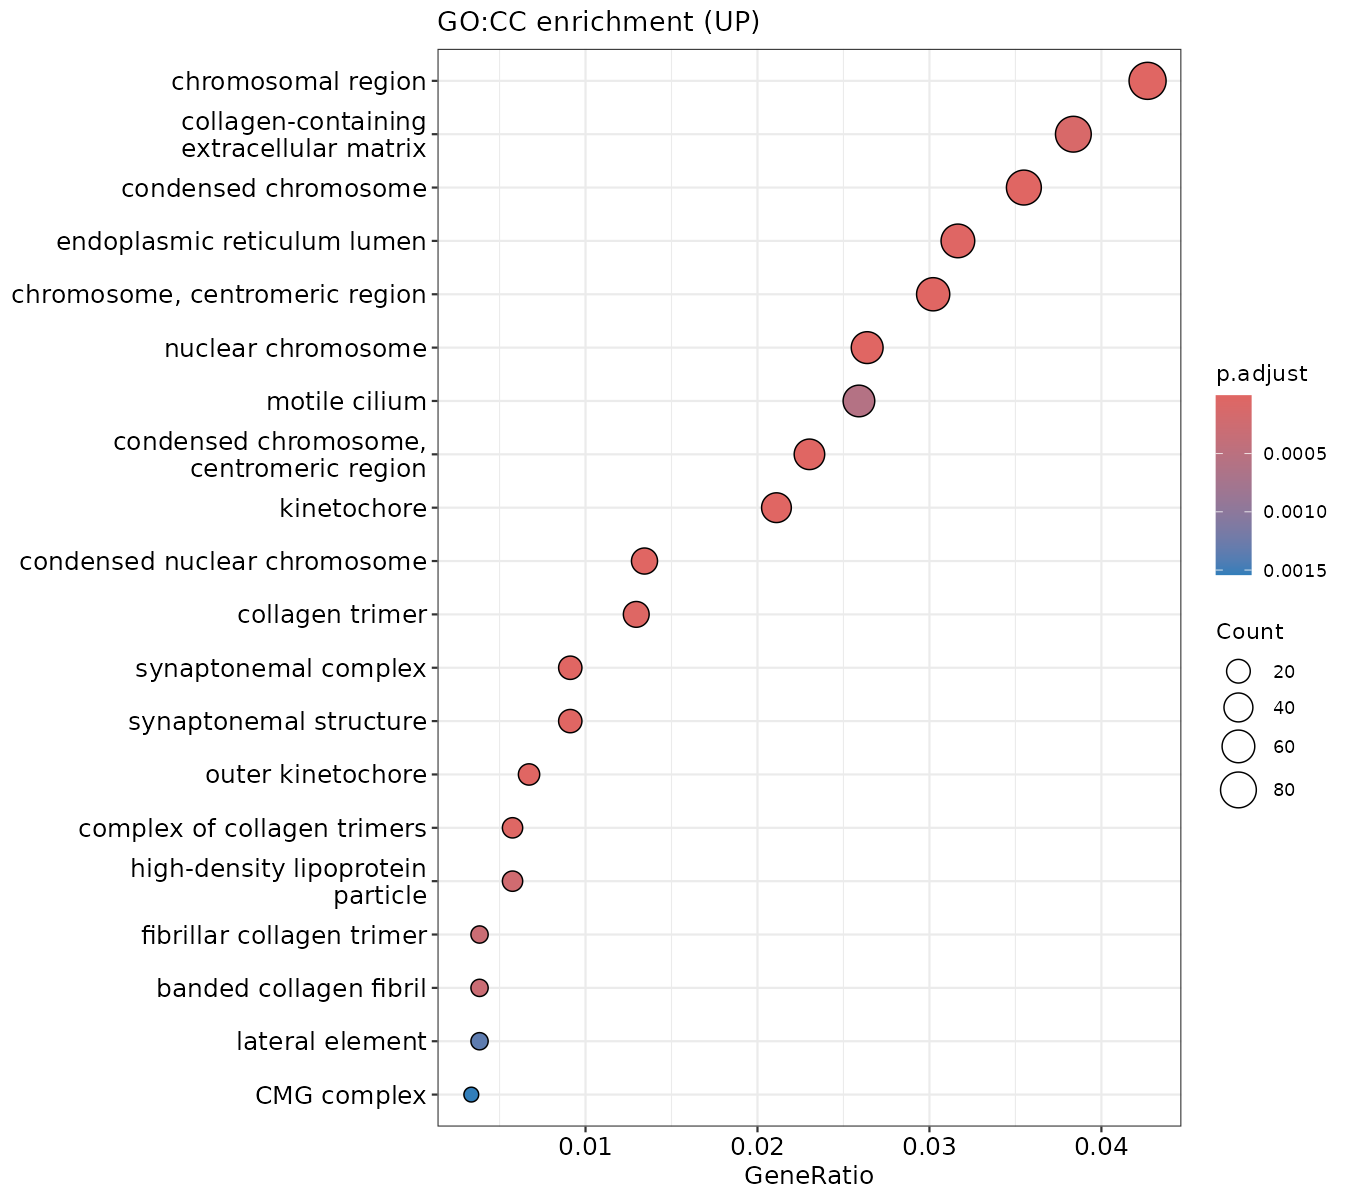 GO:CC enrichment (UP)
chromosomal region
collagen-containing
extracellular matrix
condensed chromosome
endoplasmic reticulum lumen
chromosome, centromeric region
nuclear chromosome
motile cilium
condensed chromosome,
centromeric region
kinetochore
condensed nuclear chromosome
collagen trimer
synaptonemal complex
synaptonemal structure
outer kinetochore
complex of collagen trimers
high-density lipoprotein
particle
fibrillar collagen trimer
banded collagen fibril
lateral element
CMG complex
0.01 0.02 0.03 0.04
GeneRatio
p.adjust
0.0005
0.0010
0.0015
Count
20
40
60
80